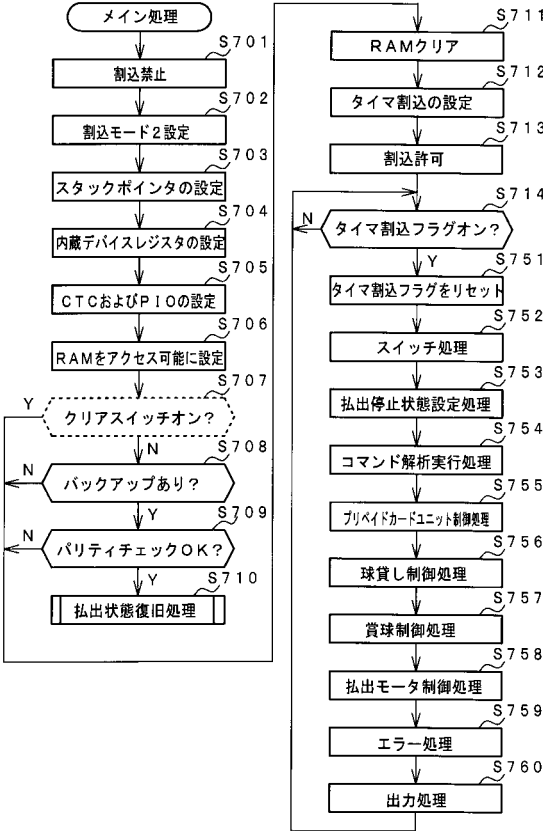 メイン処理
S701
割込禁止
S702
割込モード2設定
S703
スタックポインタの設定
S704
内蔵デバイスレジスタの設定
S705
CTCおよびPIOの設定
S706
RAMをアクセス可能に設定
S707
Y
クリアスイッチオン?
N
S708
N
バックアップあり?
Y
S709
N
パリティチェックOK?
Y
S710
払出状態復旧処理
S711
RAMクリア
S712
タイマ割込の設定
S713
割込許可
S714
N
タイマ割込フラグオン?
Y
S751
タイマ割込フラグをリセット
S752
スイッチ処理
S753
払出停止状態設定処理
S754
コマンド解析実行処理
S755
プリペイドカードユニット制御処理
S756
球貸し制御処理
S757
賞球制御処理
S758
払出モータ制御処理
S759
エラー処理
S760
出力処理